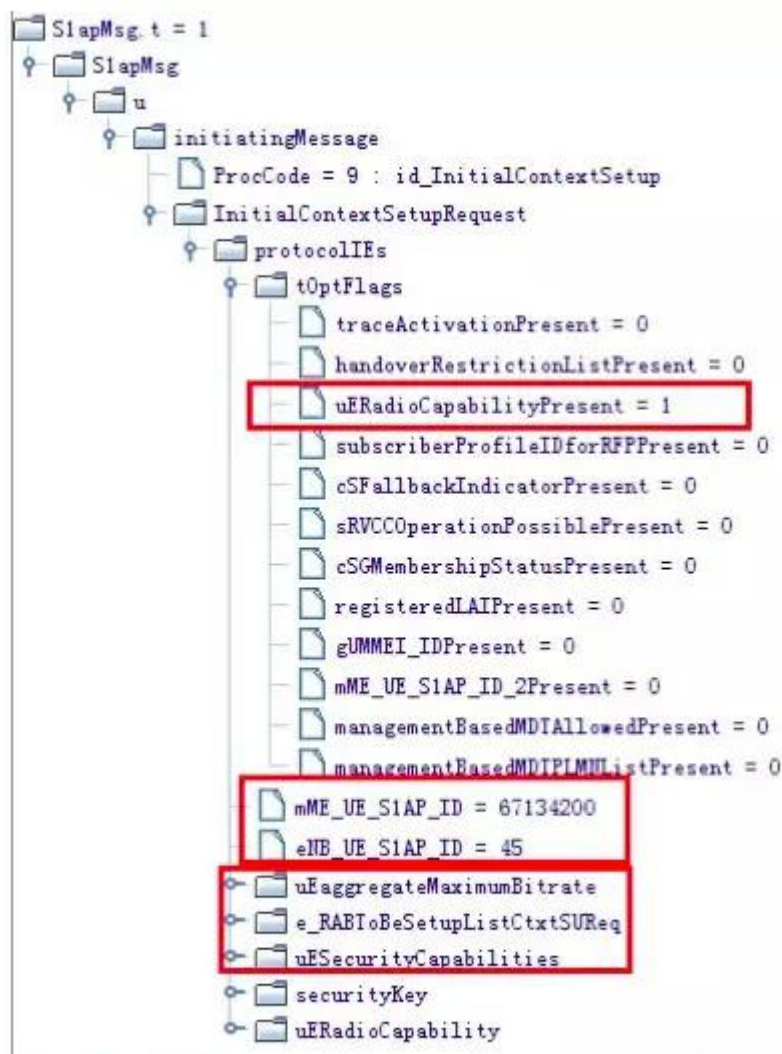 S1apMsg.t = 1
S1apMsg
u
initiatingMessage
ProcCode = 9 : id_InitialContextSetup
InitialContextSetupRequest
protocolIEs
tOptFlags
traceActivationPresent = 0
handoverRestrictionListPresent = 0
uERadioCapabilityPresent = 1
subscriberProfileIDforRFPPresent = 0
cSFallbackIndicatorPresent = 0
sRVCCOperationPossiblePresent = 0
cSGMembershipStatusPresent = 0
registeredLAIPresent = 0
gUMMEI_IDPresent = 0
mME_UE_S1AP_ID_2Present = 0
managementBasedMDTAllowedPresent = 0
managementBasedMDTPLMNListPresent = 0
mME_UE_S1AP_ID = 67134200
eNB_UE_S1AP_ID = 45
uEaggregateMaximumBitrate
e_RABToBeSetupListCtxtSUReq
uESecurityCapabilities
securityKey
uERadioCapability